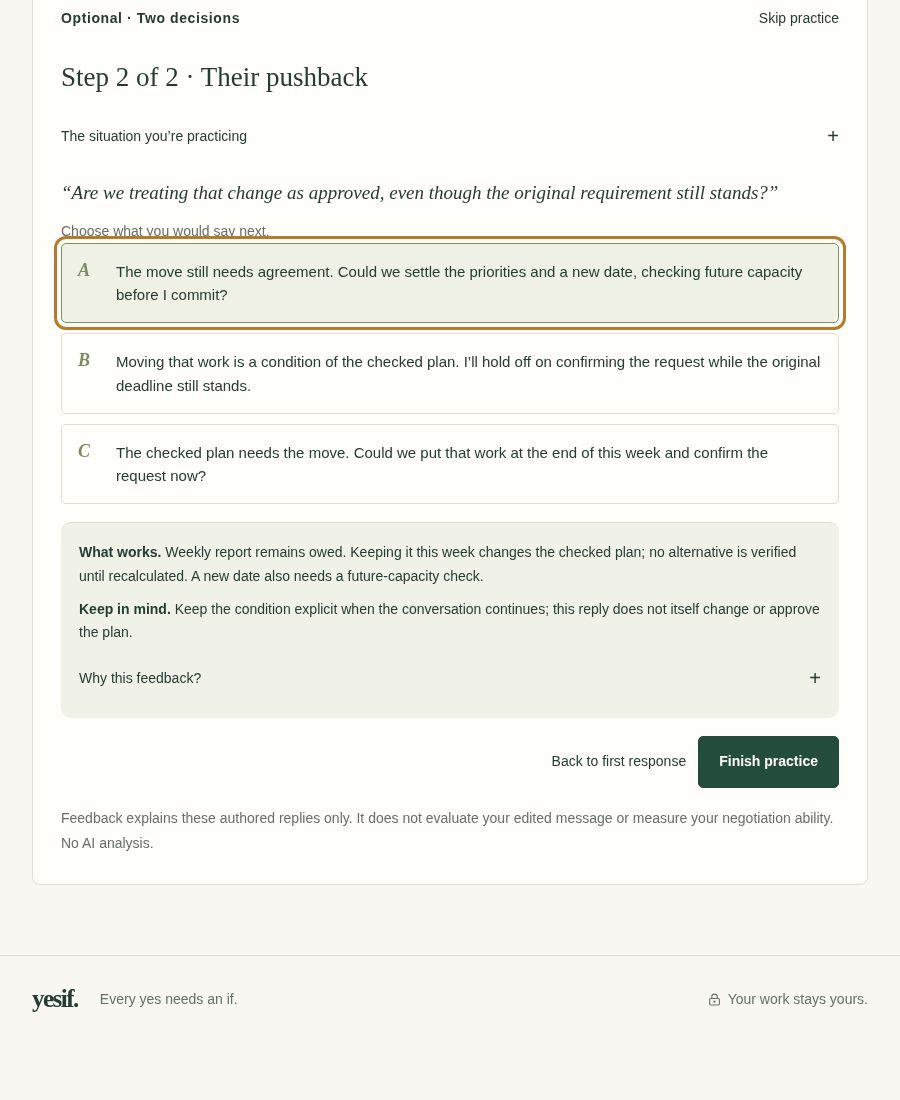 Optional · Two decisions
Skip practice
Step 2 of 2 · Their pushback
The situation you’re practicing
+
“Are we treating that change as approved, even though the original requirement still stands?”
Choose what you would say next.
A
The move still needs agreement. Could we settle the priorities and a new date, checking future capacity
before I commit?
B
Moving that work is a condition of the checked plan. I’ll hold off on confirming the request while the original
deadline still stands.
C
The checked plan needs the move. Could we put that work at the end of this week and confirm the
request now?
What works. Weekly report remains owed. Keeping it this week changes the checked plan; no alternative is verified
until recalculated. A new date also needs a future-capacity check.
Keep in mind. Keep the condition explicit when the conversation continues; this reply does not itself change or approve
the plan.
Why this feedback?
+
Back to first response
Finish practice
Feedback explains these authored replies only. It does not evaluate your edited message or measure your negotiation ability.
No AI analysis.
yesif.
Every yes needs an if.
Your work stays yours.